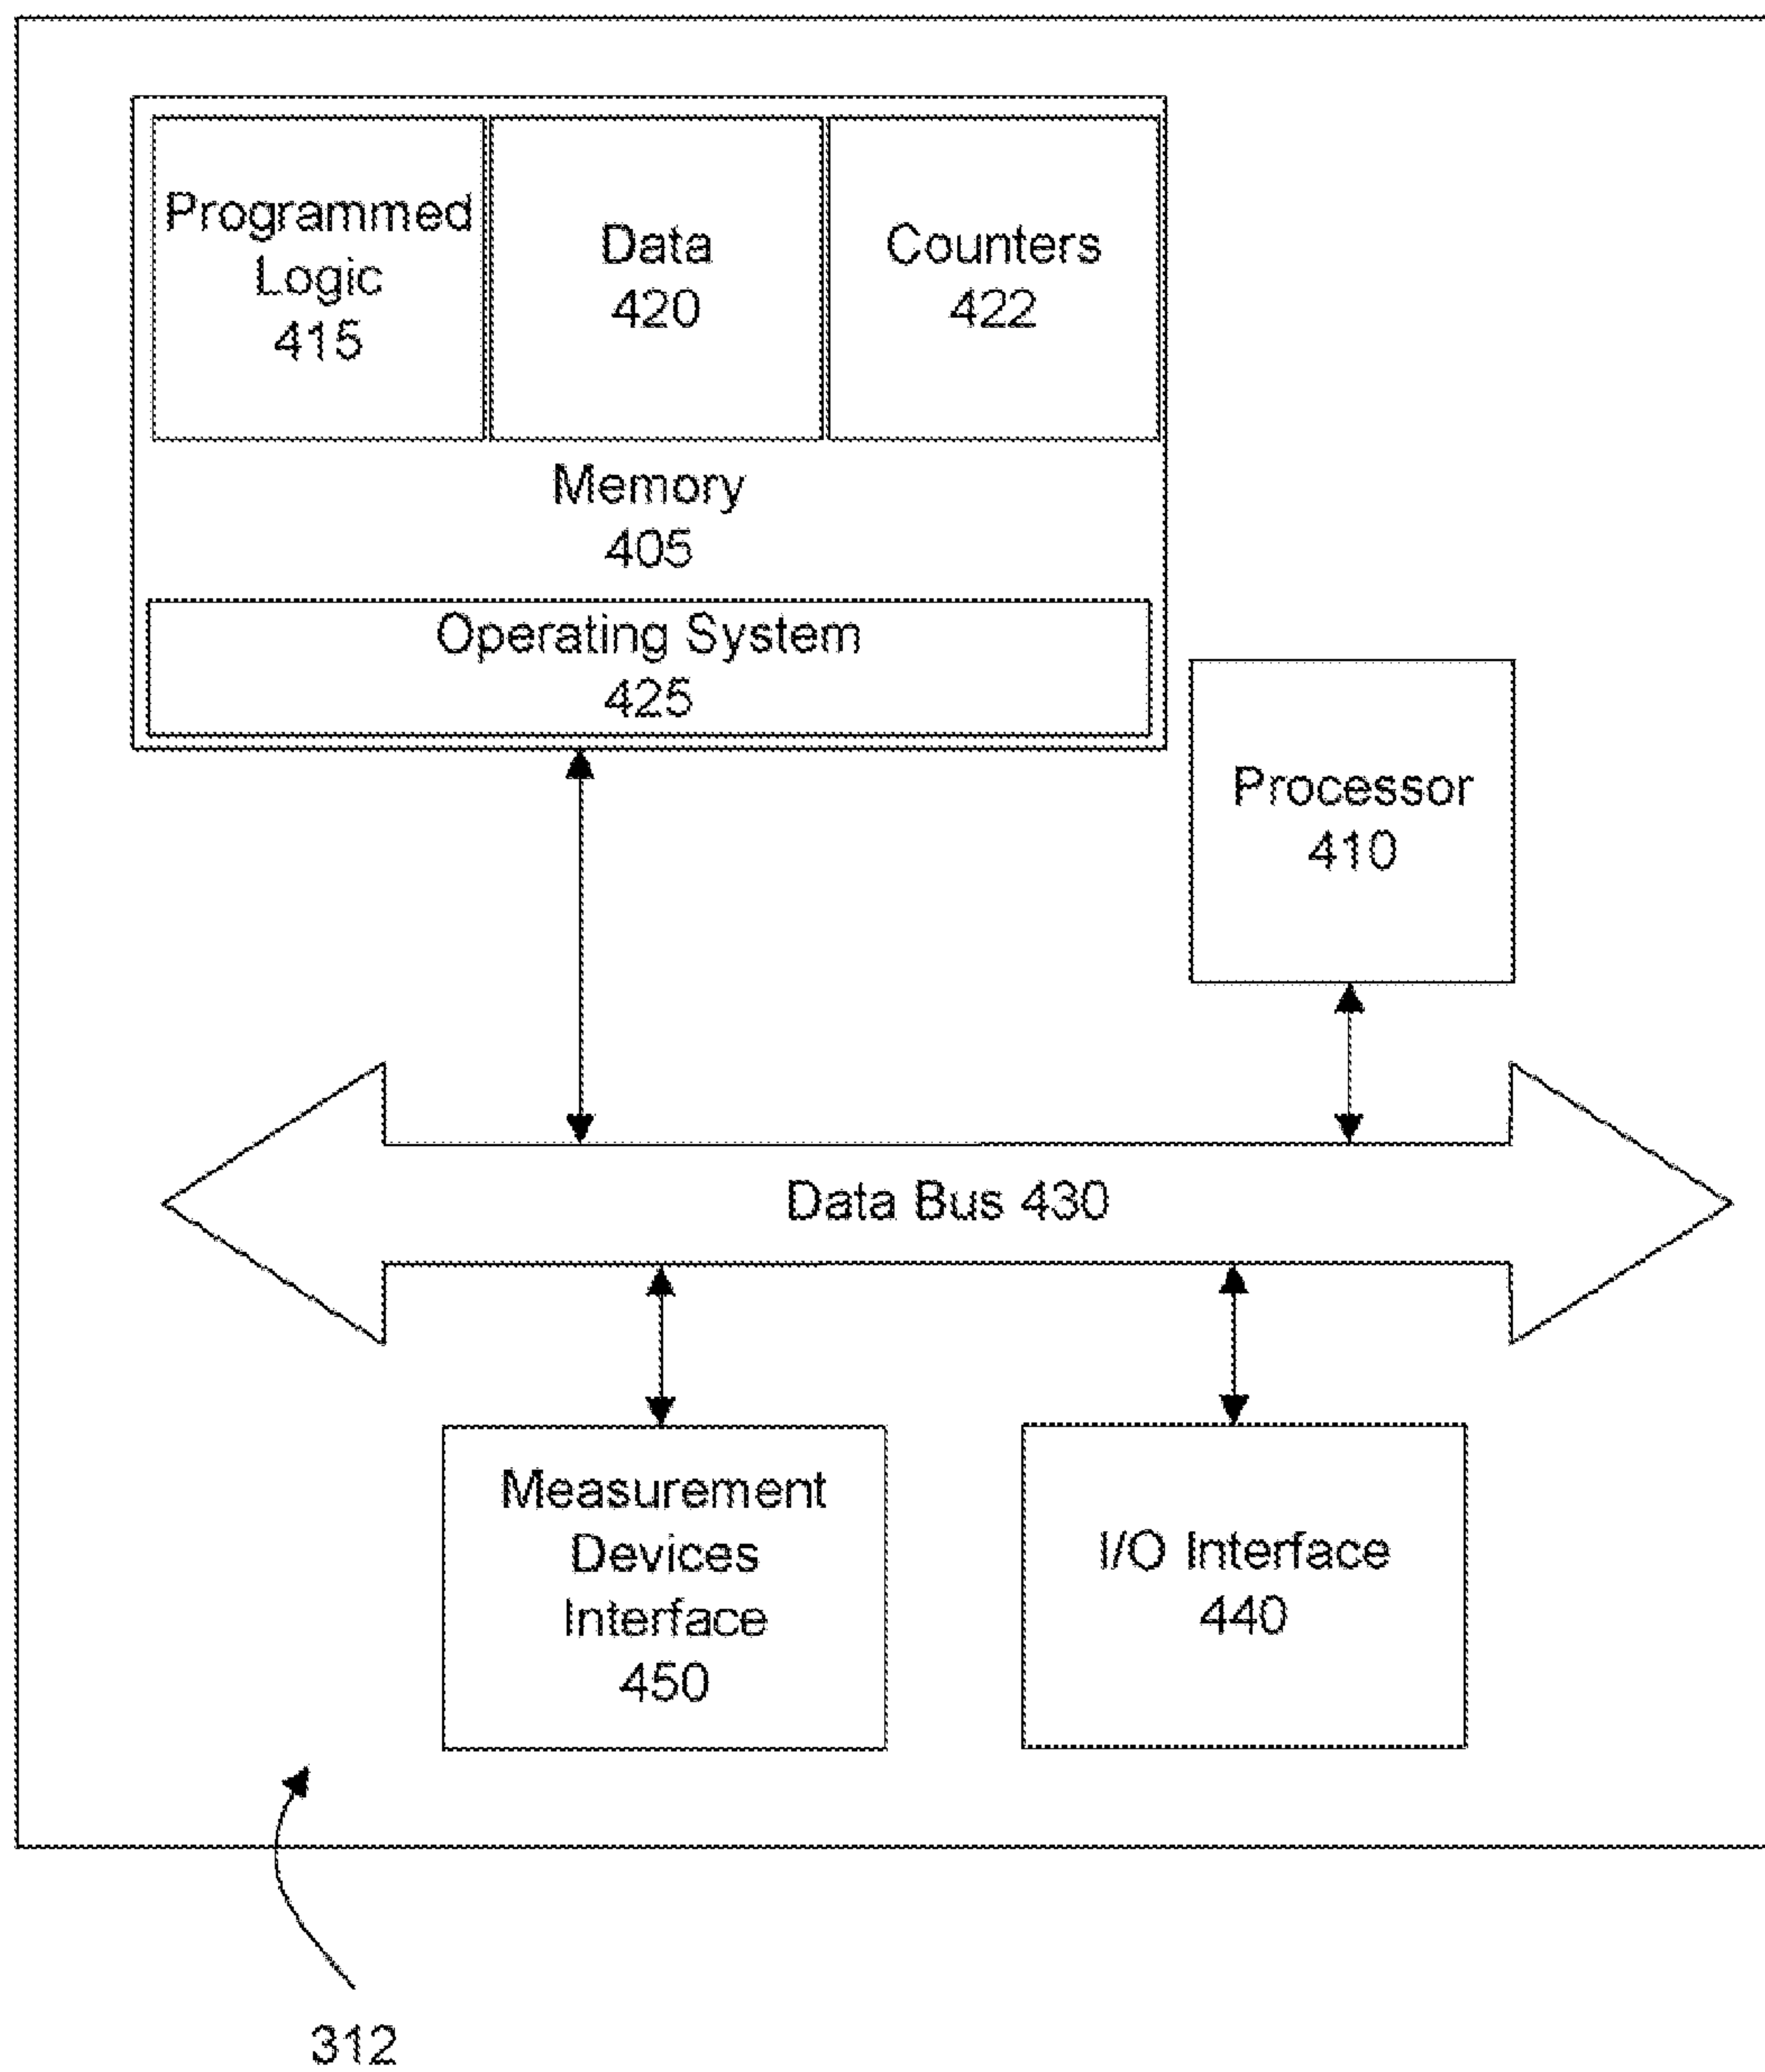 Programmed
Logic
415
Data
420
Counters
422
Memory
405
Operating System
425
Processor
410
Data Bus 430
Measurement
Devices
Interface
450
I/O Interface
440
312